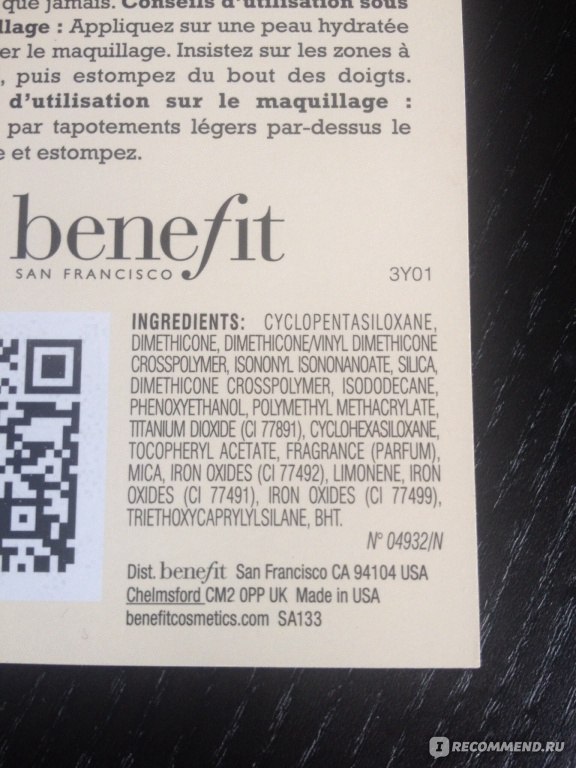 que jamais. Conseils d'utilisation sous
Appliquez sur une peau hydratée
le maquillage. Insistez sur les zones à
puis estompez du bout des doigts.
d'utilisation sur le maquillage :
par tapotements légers par-dessus le
et estompez.
benefit
SAN FRANCISCO
3Y01
INGREDIENTS: CYCLOPENTASILOXANE,
DIMETHICONE, DIMETHICONE/VINYL DIMETHICONE
CROSSPOLYMER, ISONONYL ISONONANOATE, SILICA,
DIMETHICONE CROSSPOLYMER, ISODODECANE,
PHENOXYETHANOL, POLYMETHYL METHACRYLATE,
TITANIUM DIOXIDE (CI 77891), CYCLOHEXASILOXANE,
TOCOPHERYL ACETATE, FRAGRANCE (PARFUM),
MICA, IRON OXIDES (CI 77492), LIMONENE, IRON
OXIDES (CI 77491), IRON OXIDES (CI 77499),
TRIETHOXYCAPRYLYLSILANE, BHT.
N° 04932/N
Dist. benefit San Francisco CA 94104 USA
Chelmsford CM2 0PP UK Made in USA
benefitcosmetics.com SA133
IRECOMMEND.RU